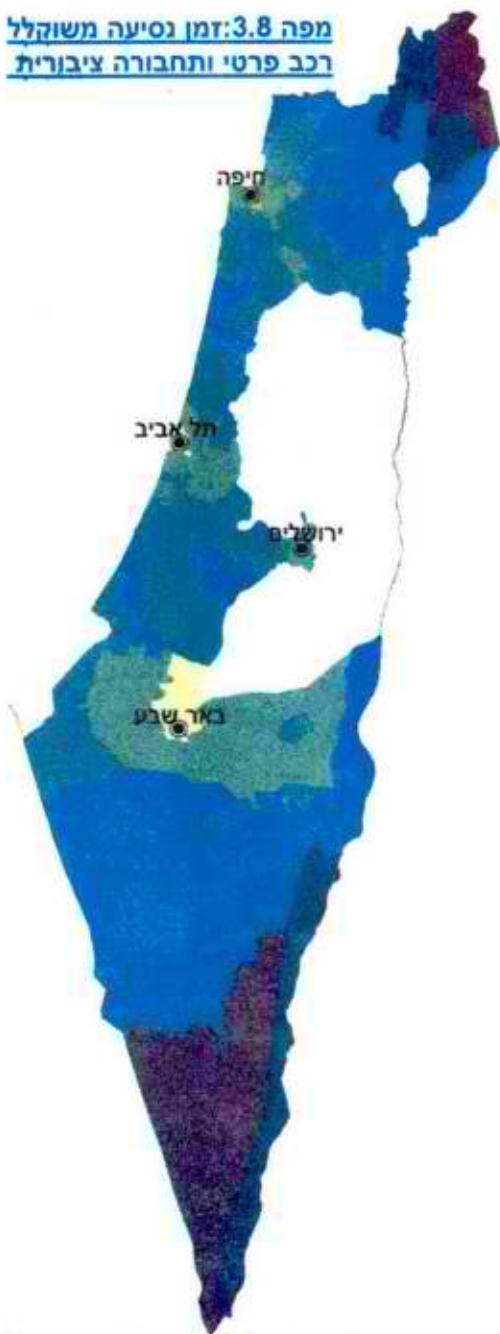 מפה 3.8:זמן נסיעה משוקלל
רכב פרטי ותחבורה ציבורית
חיפה
תל אביב
ירושלים
באר שבע